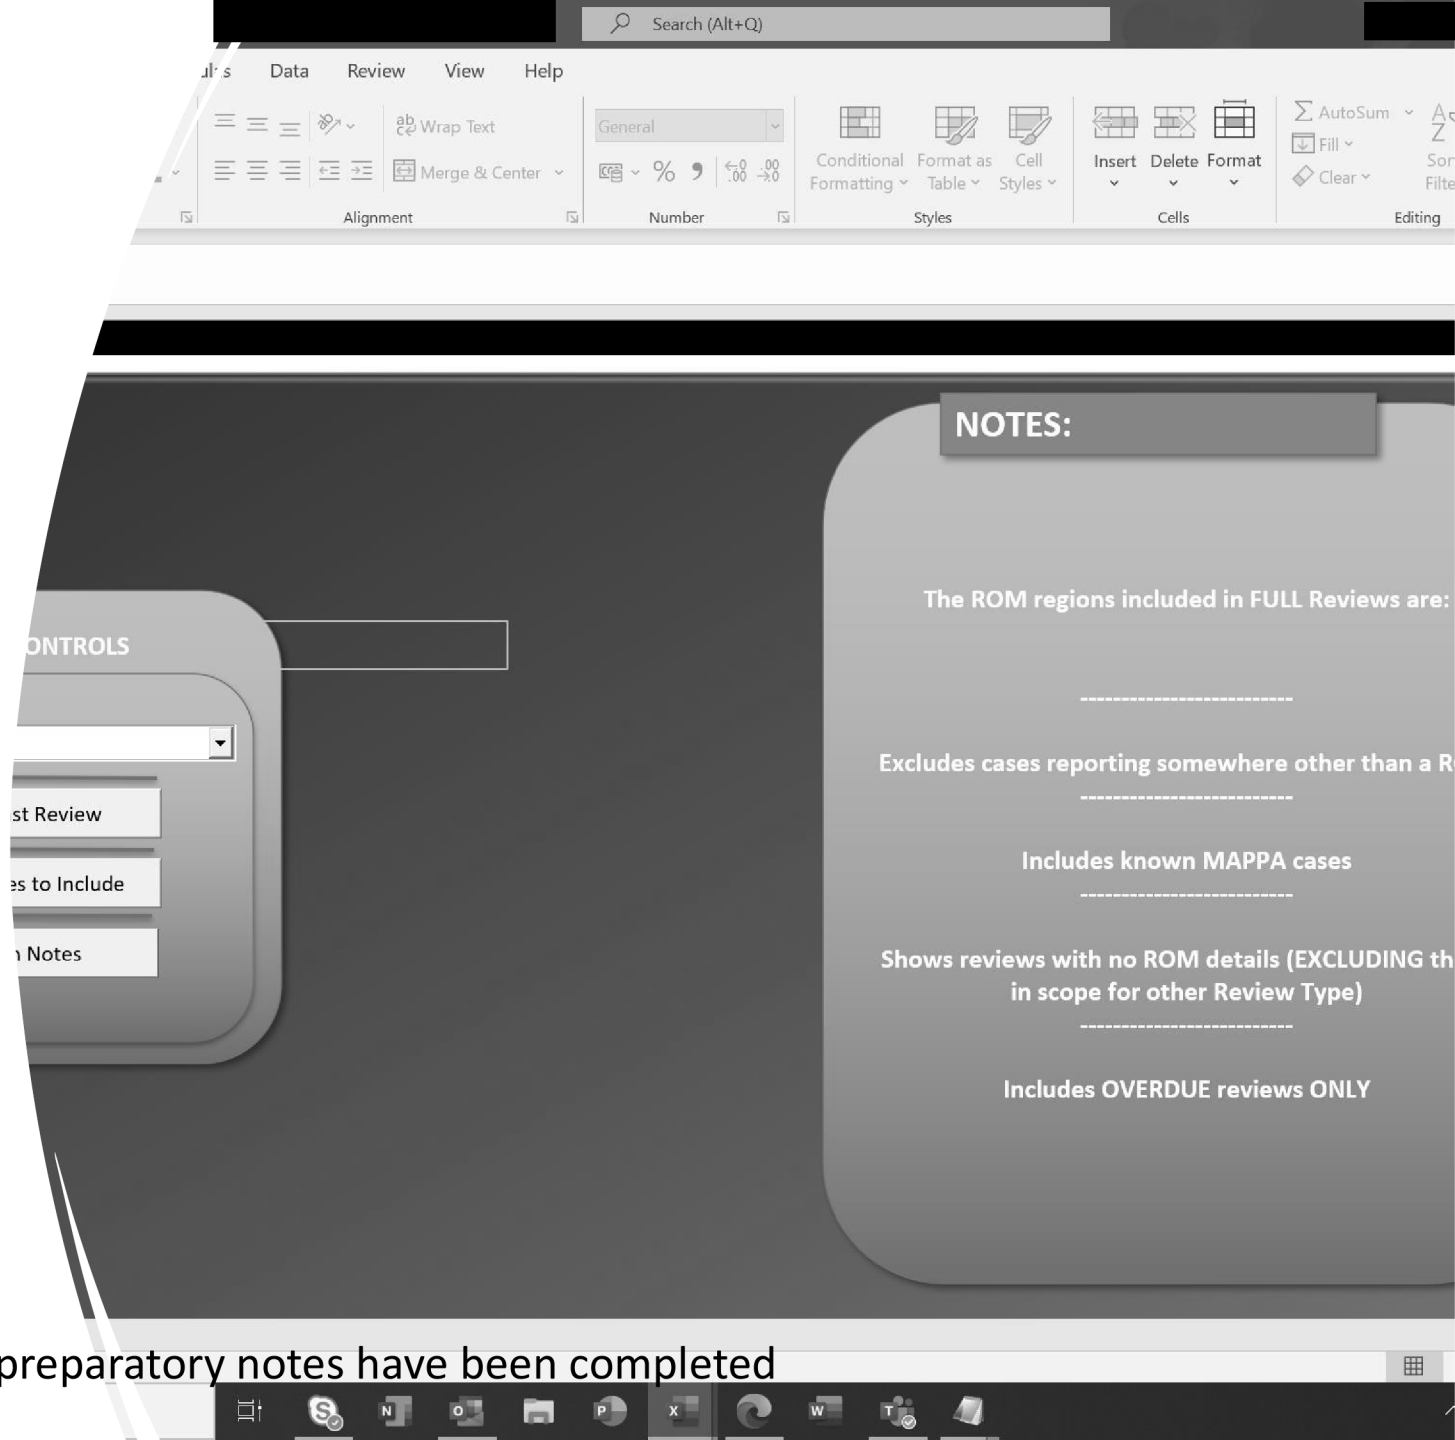 Search (Alt+Q)
Data Review View Help
Wrap Text
General
Merge & Center
Conditional Formatting
Format as Table
Cell Styles
Insert Delete Format
AutoSum
Fill
Clear
Alignment Number Styles Cells Editing
NOTES:
The ROM regions included in FULL Reviews are:
--------------------------
Excludes cases reporting somewhere other than a
--------------------------
Includes known MAPPA cases
--------------------------
Shows reviews with no ROM details (EXCLUDING
in scope for other Review Type)
--------------------------
Includes OVERDUE reviews ONLY
ONTROLS
st Review
es to Include
Notes
preparatory notes have been completed